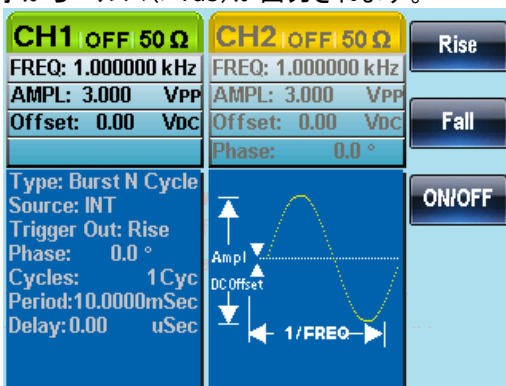 CH1 OFF 50 Ω
FREQ: 1.000000 kHz
AMPL: 3.000 VPP
Offset: 0.00 VDC
CH2 OFF 50 Ω
FREQ: 1.000000 kHz
AMPL: 3.000 VPP
Offset: 0.00 VDC
Phase: 0.0 °
Type: Burst N Cycle
Source: INT
Trigger Out: Rise
Phase: 0.0 °
Cycles: 1 Cyc
Period:10.0000mSec
Delay:0.00 uSec
Ampl
DC Offset
1/FREQ
Rise
Fall
ON/OFF